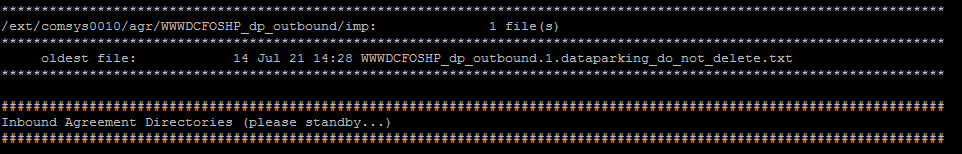 **********************************************************************************************************************
/ext/comsys0010/agr/WWWDCFOSHP_dp_outbound/imp:              1 file(s)
**********************************************************************************************************************
     oldest file:            14 Jul 21 14:28 WWWDCFOSHP_dp_outbound.1.dataparking_do_not_delete.txt
**********************************************************************************************************************
######################################################################################################################
Inbound Agreement Directories (please standby...)
######################################################################################################################